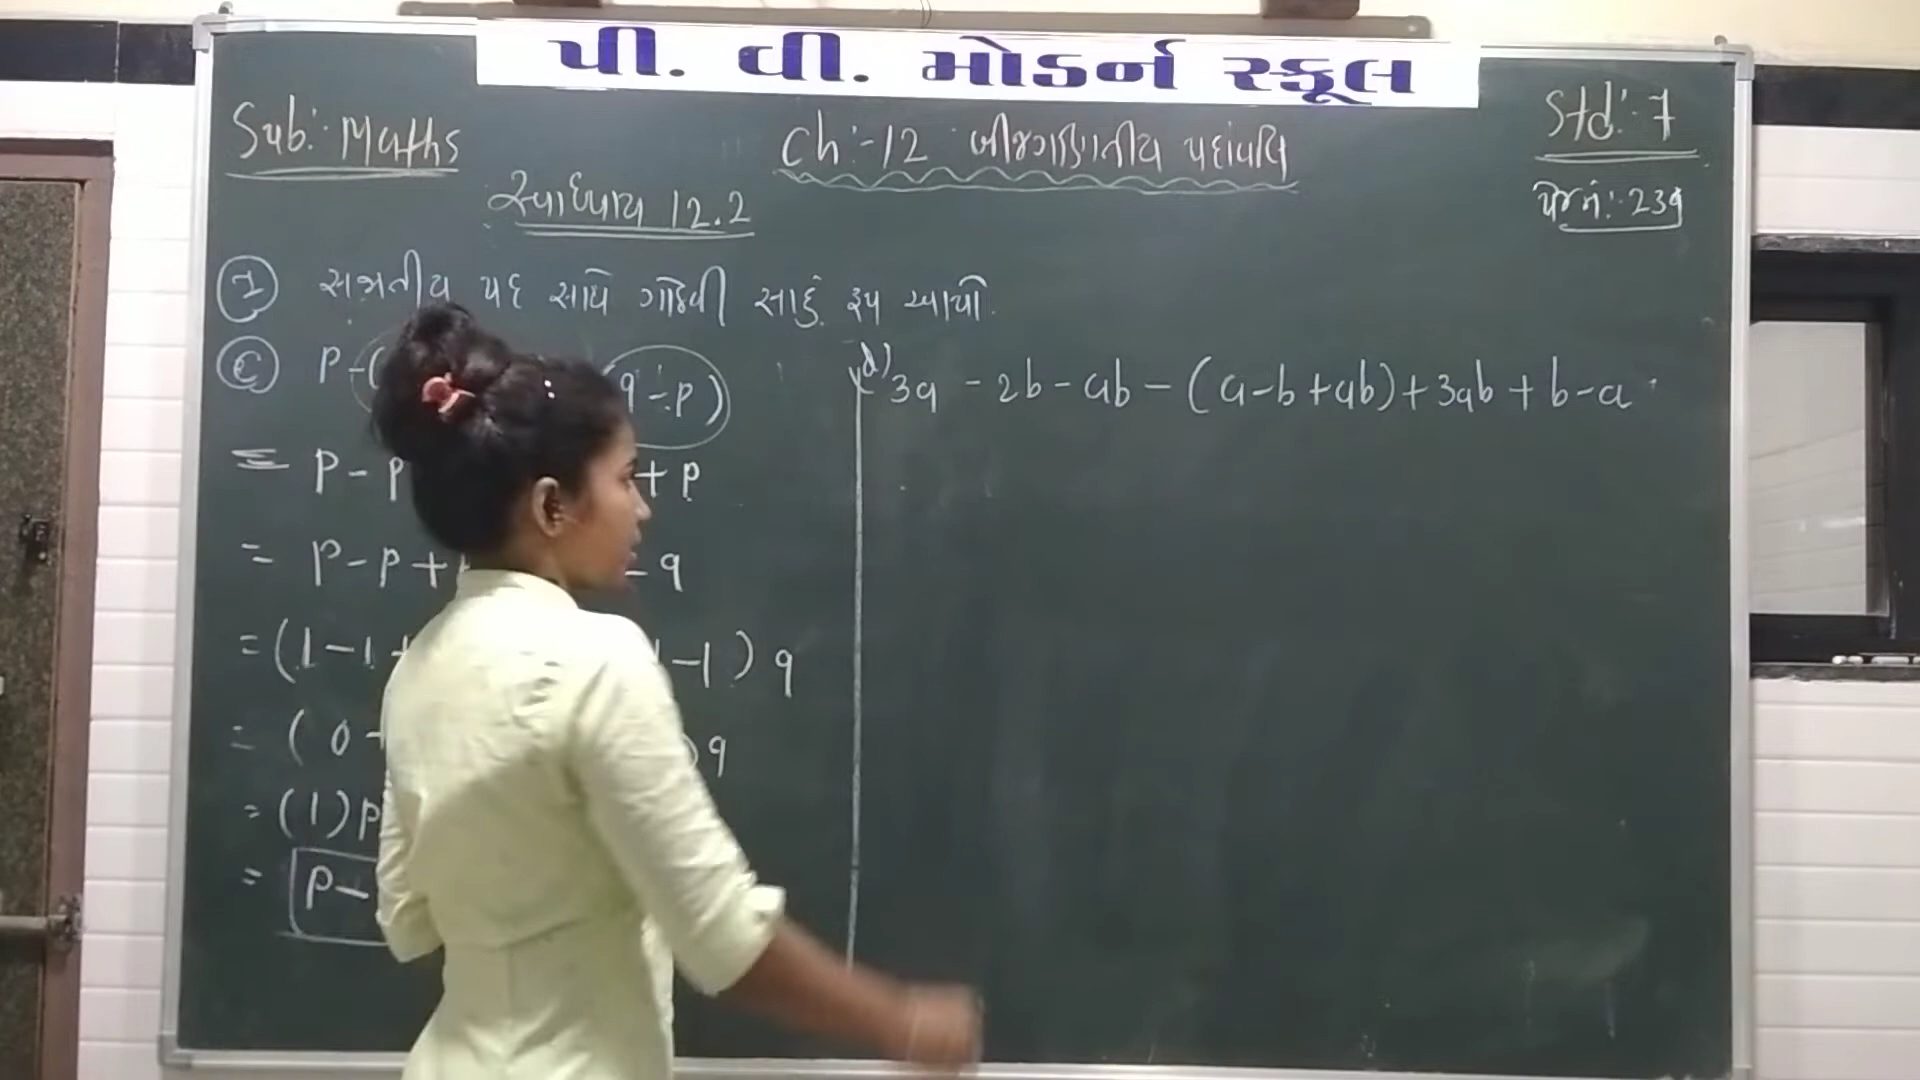 પી. વી. મોડર્ન સ્કૂલ
Sub:- Maths
Ch:-12 બીજગણિતીય પદાવલિ
Std:-7
સ્વાધ્યાય 12.2
પેજ નં:- 239
1 સજાતીય પદ સાથે ગોઠવી સાદું રૂપ આપો.
C P-(
q-p)
= P-P
+ P
= P-P+
- q
=(1-1+
1-1) q
= (0+
)q
=(1)P
= P-
d) 3a - 2b - ab - (a-b+ab) + 3ab + b-a